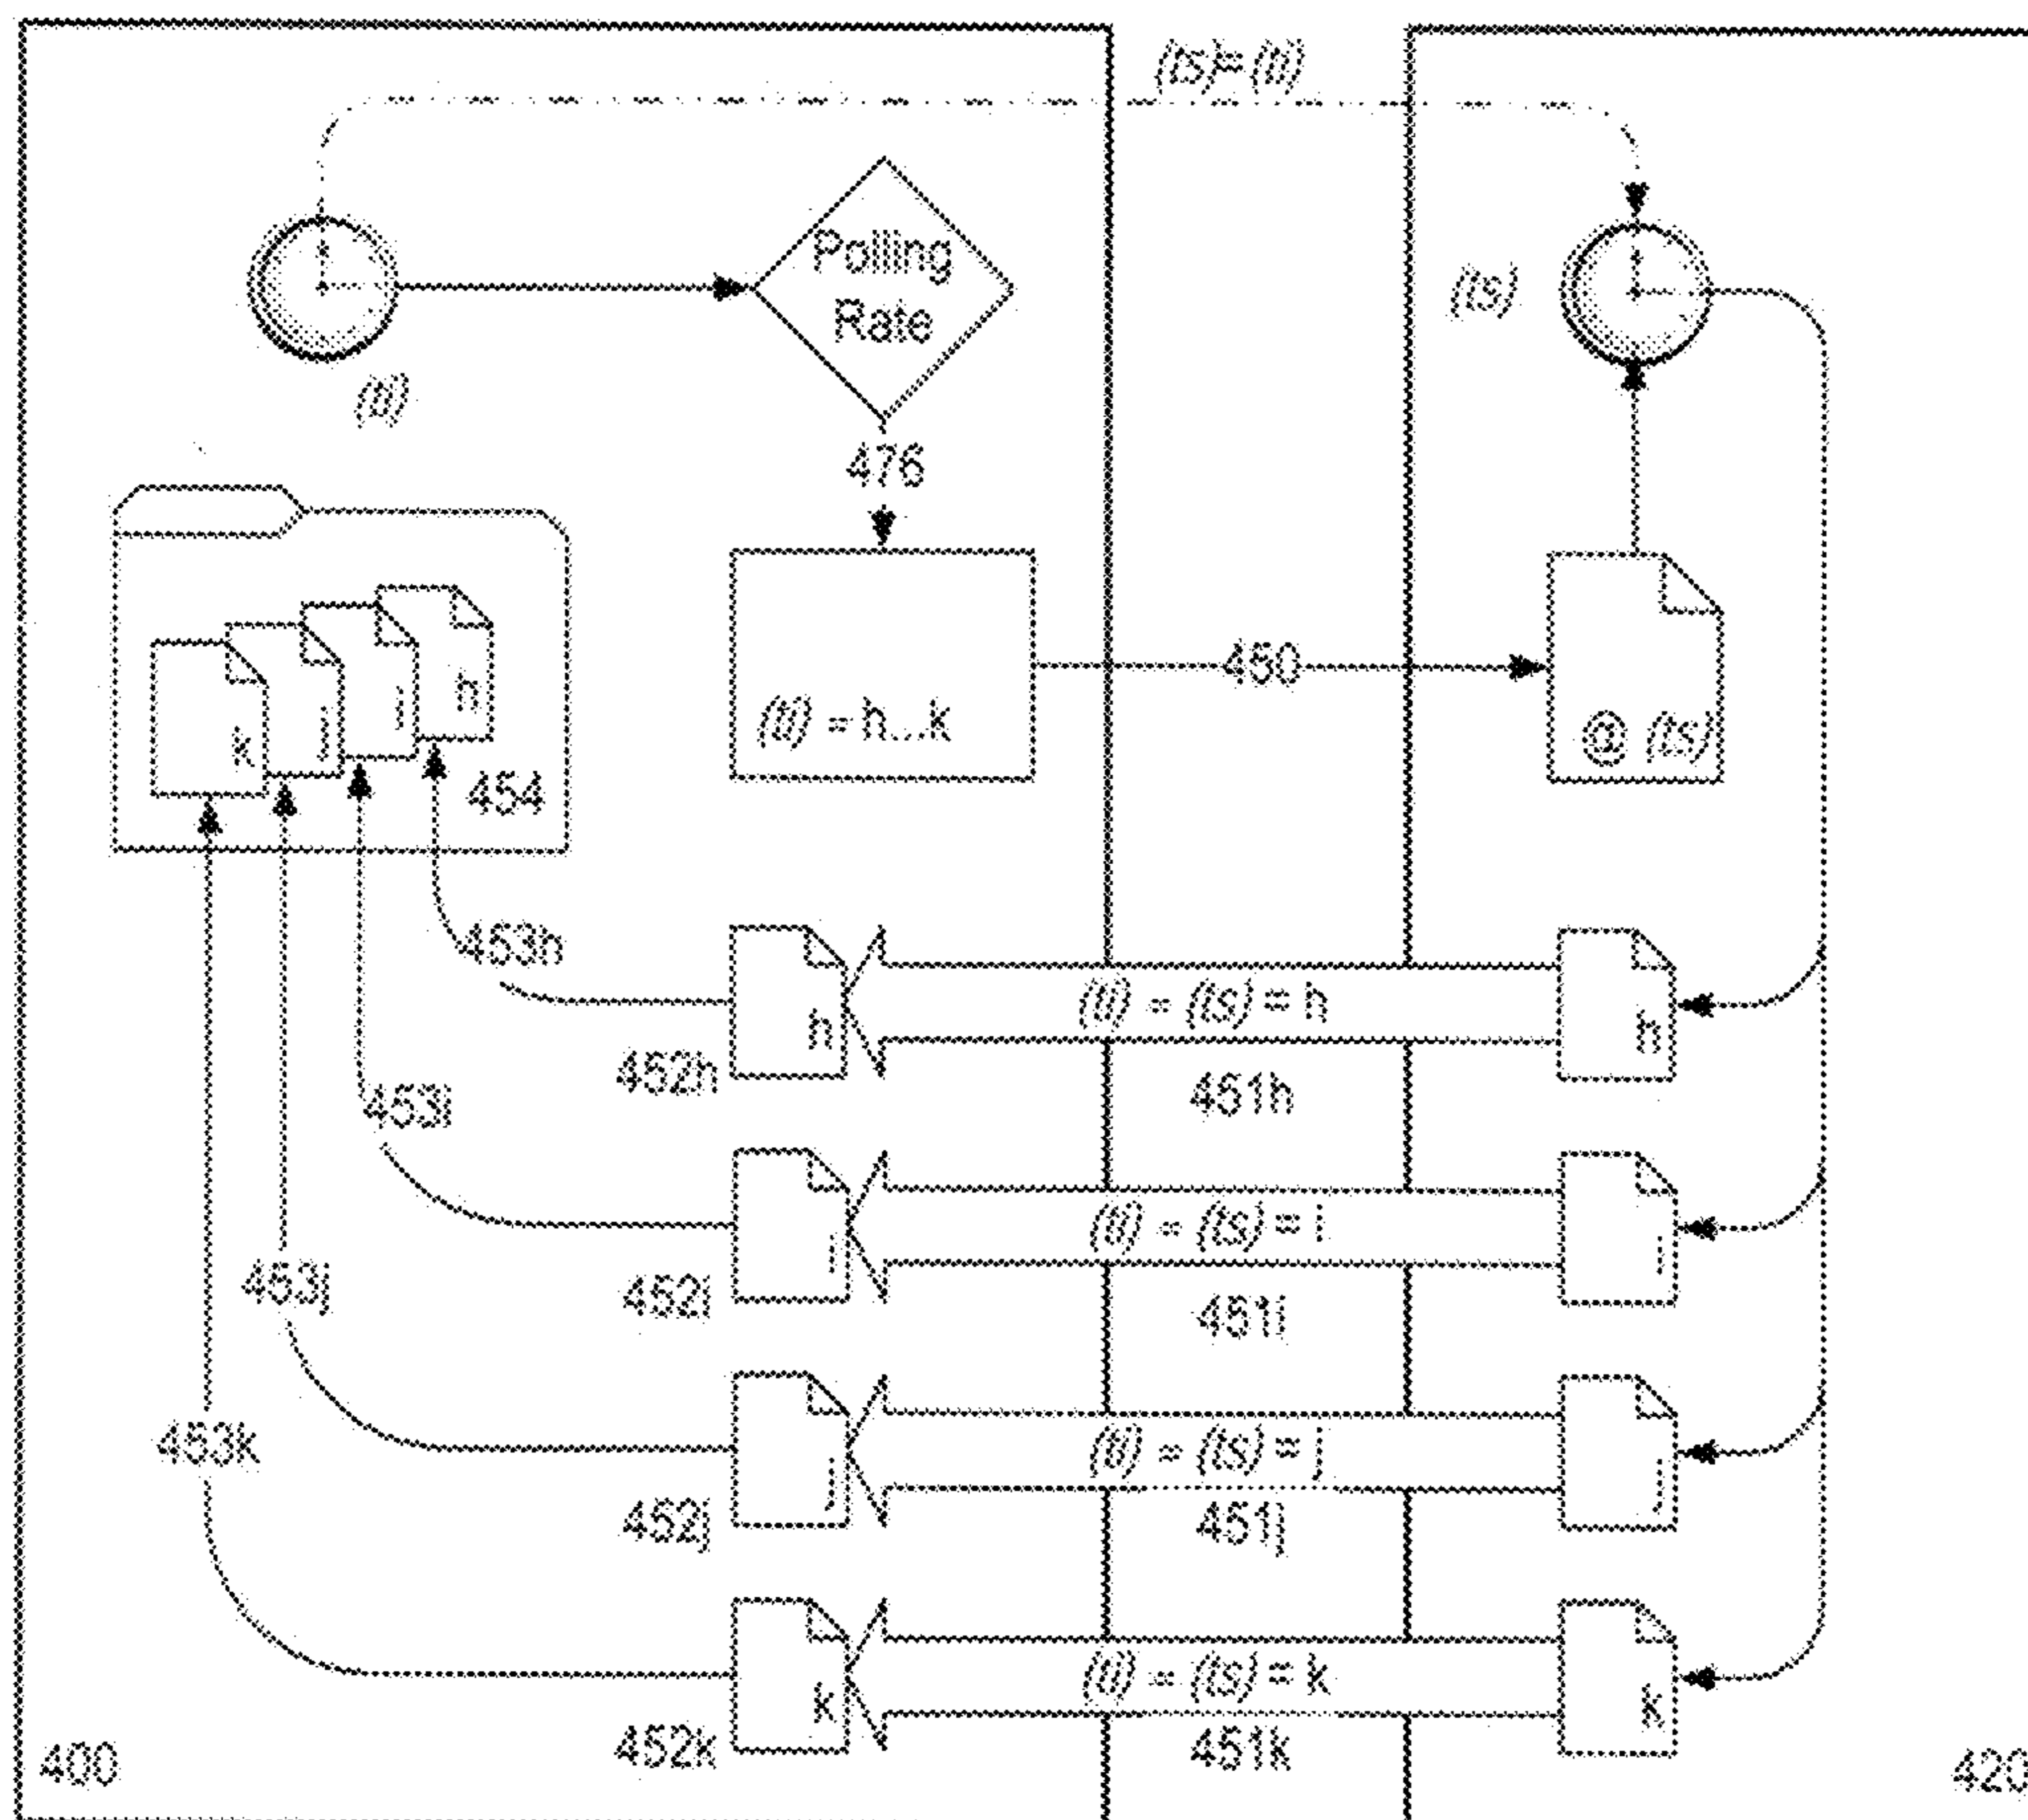 (ts)=(ti)
Polling
Rate
(ts)
(ti)
476
(ti) = h...k
450
@ (ts)
k
j
i
h
454
453h
h
(ti) = (ts) = h
h
452h
451h
453i
i
(ti) = (ts) = i
i
452i
451i
453j
j
(ti) = (ts) = j
j
452j
451j
453k
k
(ti) = (ts) = k
k
452k
451k
400
420